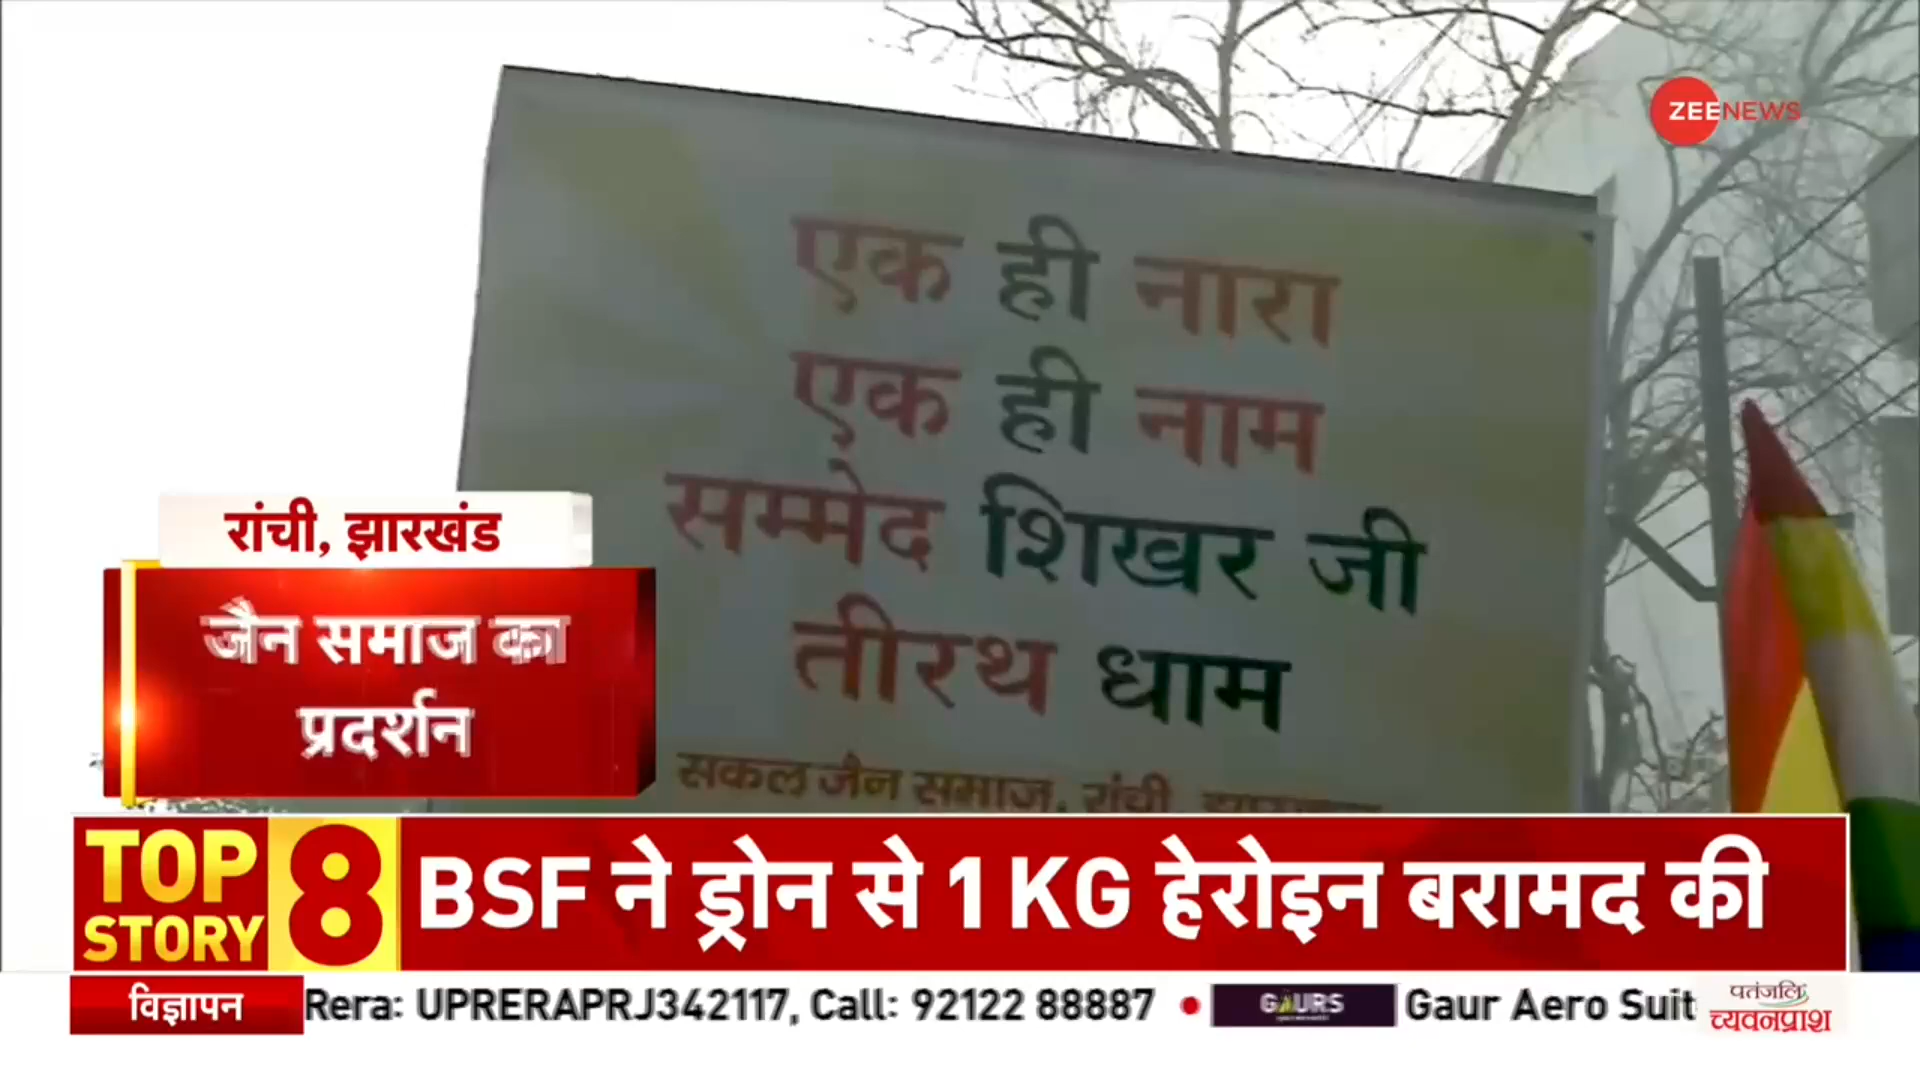 ZEENEWS
एक ही नारा
एक ही नाम
सम्मेद शिखर जी
तीरथ धाम
सकल जैन समाज, रांची,
रांची, झारखंड
जैन समाज का
प्रदर्शन
TOP
STORY
8
BSF ने ड्रोन से 1 KG हेरोइन बरामद की
विज्ञापन
Rera: UPRERAPRJ342117, Call: 92122 88887
GAURS
Gaur Aero Suit
पतंजलि
च्यवनप्राश